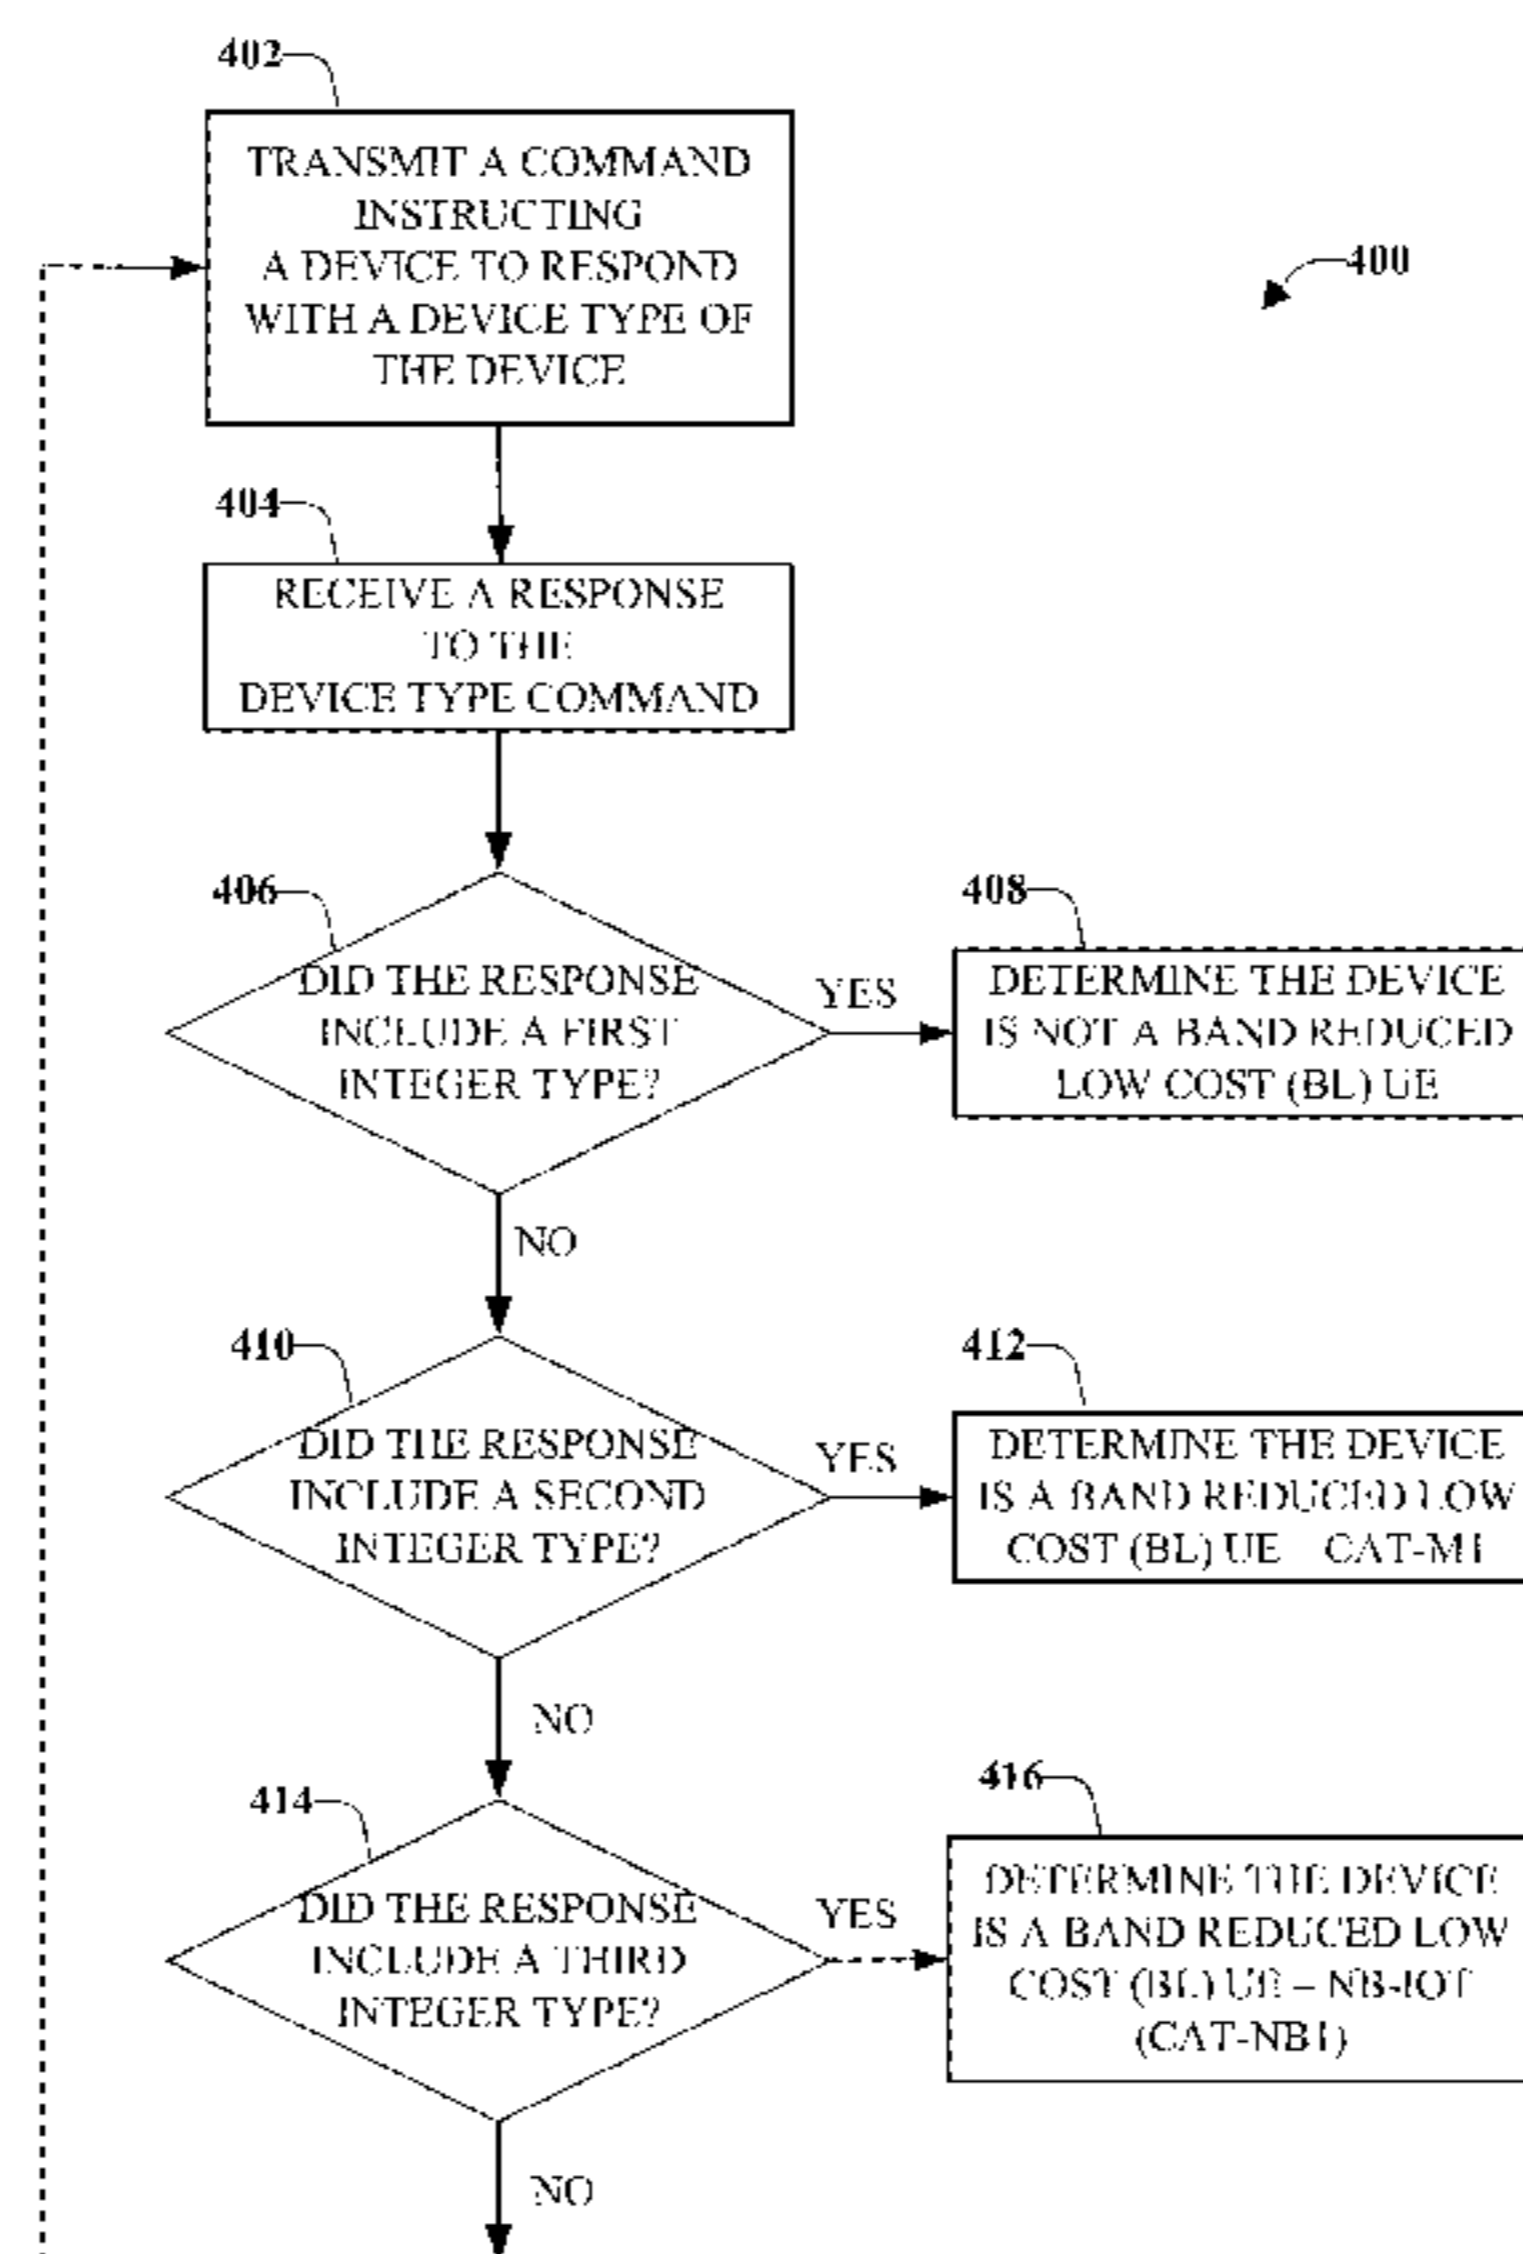 402
TRANSMIT A COMMAND
INSTRUCTING
A DEVICE TO RESPOND
WITH A DEVICE TYPE OF
THE DEVICE
400
404
RECEIVE A RESPONSE
TO THE
DEVICE TYPE COMMAND
406
DID THE RESPONSE
INCLUDE A FIRST
INTEGER TYPE?
YES
408
DETERMINE THE DEVICE
IS NOT A BAND REDUCED
LOW COST (BL) UE
NO
410
DID THE RESPONSE
INCLUDE A SECOND
INTEGER TYPE?
YES
412
DETERMINE THE DEVICE
IS A BAND REDUCED LOW
COST (BL) UE CAT-M1
NO
414
DID THE RESPONSE
INCLUDE A THIRD
INTEGER TYPE?
YES
416
DETERMINE THE DEVICE
IS A BAND REDUCED LOW
COST (BL) UE – NB-IOT
(CAT-NB1)
NO